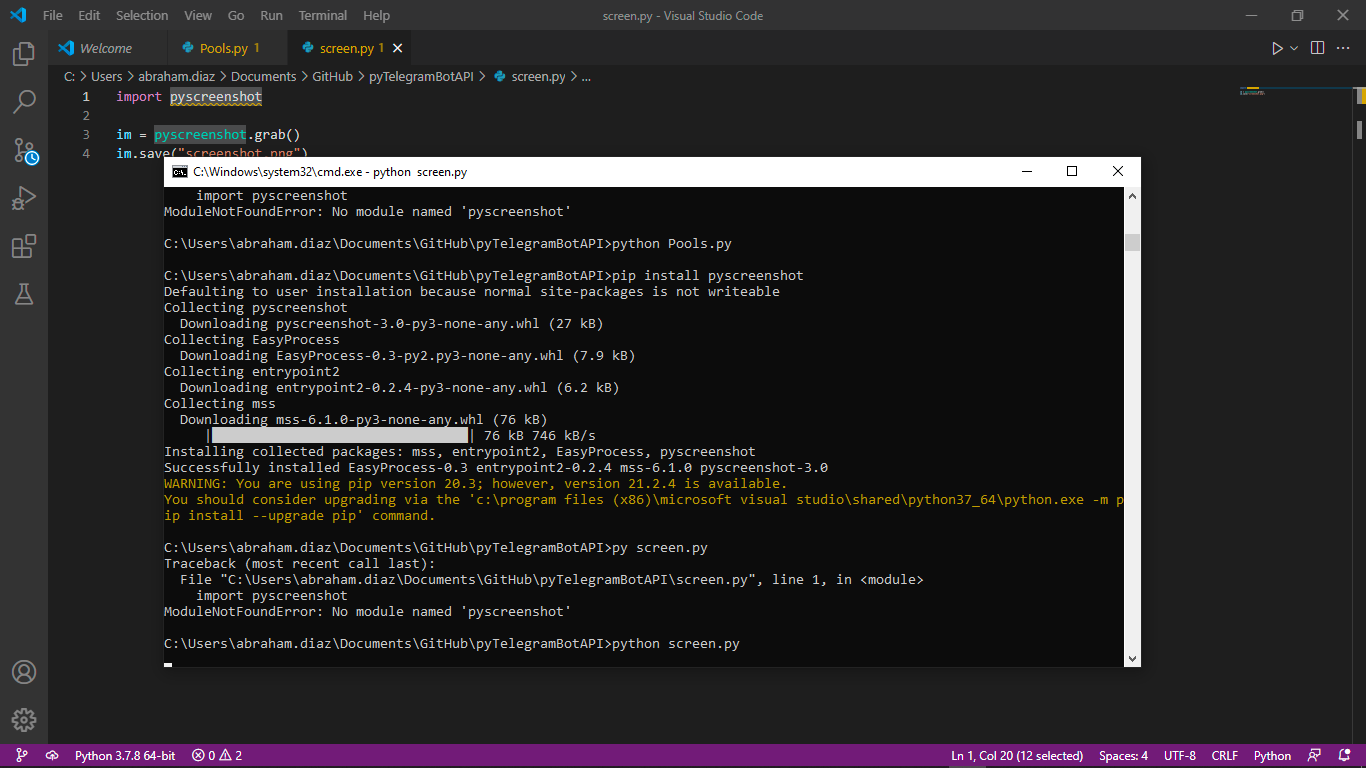 File Edit Selection View Go Run Terminal Help screen.py - Visual Studio Code
Welcome Pools.py 1 screen.py 1
C: > Users > abraham.diaz > Documents > GitHub > pyTelegramBotAPI > screen.py > ...
1 import pyscreenshot
2
3 im = pyscreenshot.grab()
4 im.save("screenshot.png")
C:\Windows\system32\cmd.exe - python  screen.py
import pyscreenshot
ModuleNotFoundError: No module named 'pyscreenshot'
C:\Users\abraham.diaz\Documents\GitHub\pyTelegramBotAPI>python Pools.py
C:\Users\abraham.diaz\Documents\GitHub\pyTelegramBotAPI>pip install pyscreenshot
Defaulting to user installation because normal site-packages is not writeable
Collecting pyscreenshot
  Downloading pyscreenshot-3.0-py3-none-any.whl (27 kB)
Collecting EasyProcess
  Downloading EasyProcess-0.3-py2.py3-none-any.whl (7.9 kB)
Collecting entrypoint2
  Downloading entrypoint2-0.2.4-py3-none-any.whl (6.2 kB)
Collecting mss
  Downloading mss-6.1.0-py3-none-any.whl (76 kB)
| | 76 kB 746 kB/s
Installing collected packages: mss, entrypoint2, EasyProcess, pyscreenshot
Successfully installed EasyProcess-0.3 entrypoint2-0.2.4 mss-6.1.0 pyscreenshot-3.0
WARNING: You are using pip version 20.3; however, version 21.2.4 is available.
You should consider upgrading via the 'c:\program files (x86)\microsoft visual studio\shared\python37_64\python.exe -m p
ip install --upgrade pip' command.
C:\Users\abraham.diaz\Documents\GitHub\pyTelegramBotAPI>py screen.py
Traceback (most recent call last):
  File "C:\Users\abraham.diaz\Documents\GitHub\pyTelegramBotAPI\screen.py", line 1, in <module>
    import pyscreenshot
ModuleNotFoundError: No module named 'pyscreenshot'
C:\Users\abraham.diaz\Documents\GitHub\pyTelegramBotAPI>python screen.py
Python 3.7.8 64-bit 0 2 Ln 1, Col 20 (12 selected) Spaces: 4 UTF-8 CRLF Python